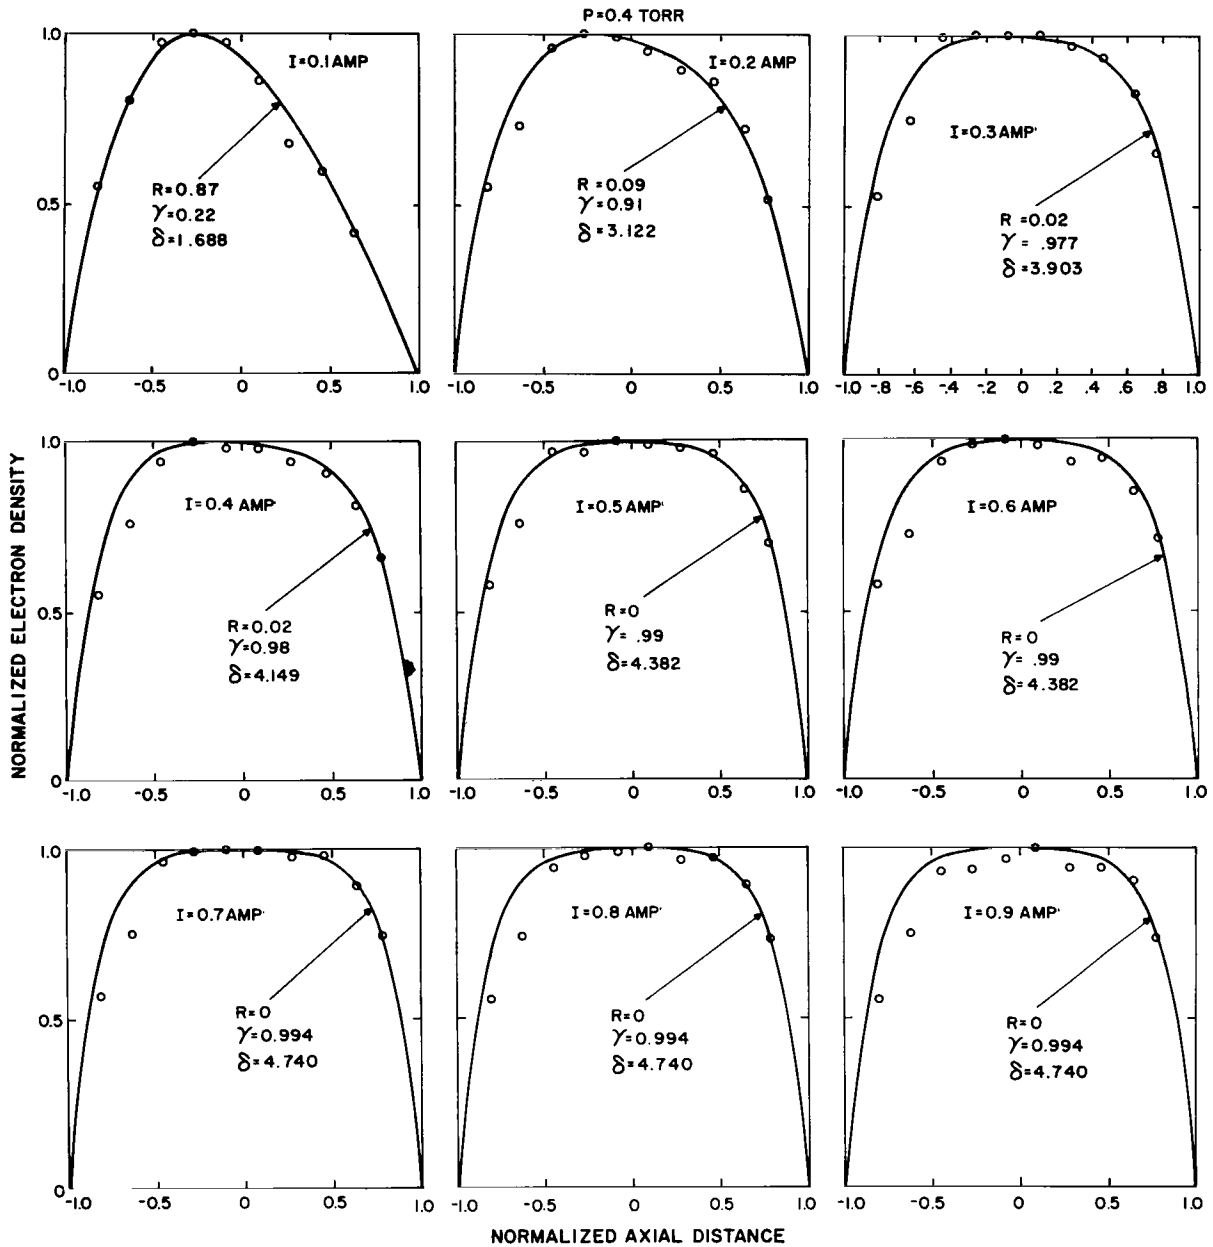 P=0.4 TORR
1.0
0.5
0
I=0.1 AMP
R=0.87
γ=0.22
δ=1.688
-1.0 -0.5 0 0.5 1.0
I=0.2 AMP
R=0.09
γ=0.91
δ=3.122
-1.0 -0.5 0 0.5 1.0
I=0.3 AMP
R=0.02
γ= .977
δ=3.903
-1.0 -.8 -.6 -.4 -.2 0 .2 .4 .6 .8 1.0
NORMALIZED ELECTRON DENSITY
1.0
0.5
0
I=0.4 AMP
R=0.02
γ=0.98
δ=4.149
-1.0 -0.5 0 0.5 1.0
I=0.5 AMP
R=0
γ= .99
δ=4.382
-1.0 -0.5 0 0.5 1.0
I=0.6 AMP
R=0
γ= .99
δ=4.382
-1.0 -0.5 0 0.5 1.0
1.0
0.5
0
I=0.7 AMP
R=0
γ=0.994
δ=4.740
-1.0 -0.5 0 0.5 1.0
I=0.8 AMP
R=0
γ=0.994
δ=4.740
-1.0 -0.5 0 0.5 1.0
I=0.9 AMP
R=0
γ=0.994
δ=4.740
-1.0 -0.5 0 0.5 1.0
NORMALIZED AXIAL DISTANCE